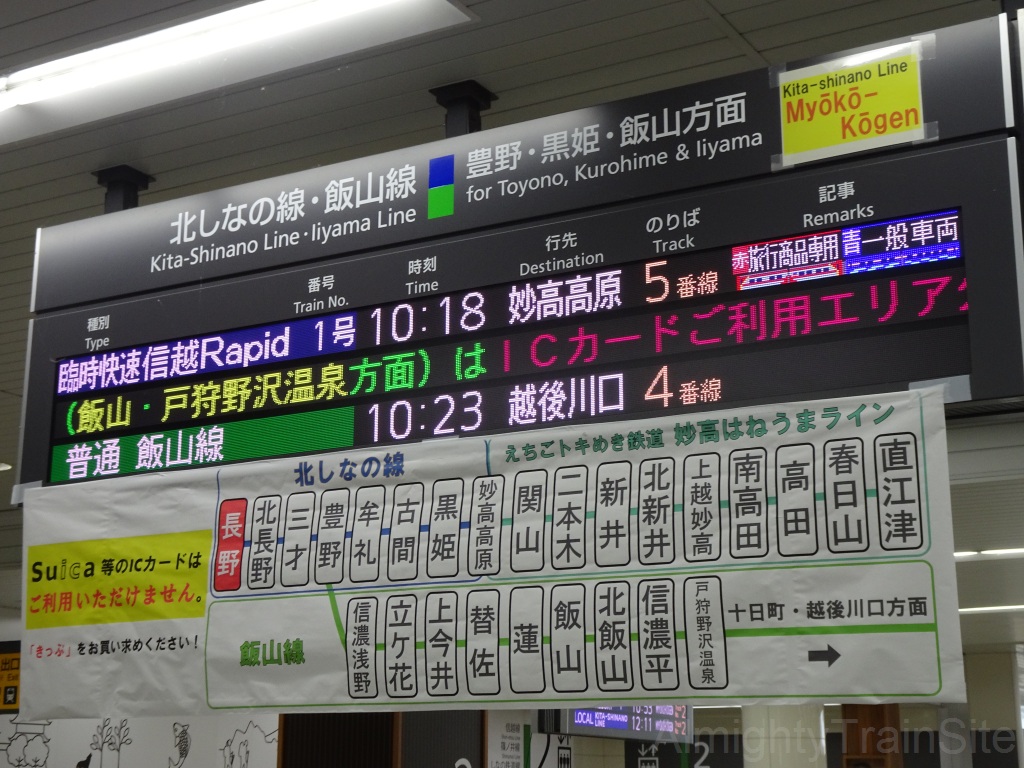 北しなの線・飯山線
Kita-Shinano Line・Iiyama Line
豊野・黒姫・飯山方面
for Toyono, Kurohime & Iiyama
Kita-shinano Line
Myōkō-
Kōgen
種別
Type
番号
Train No.
時刻
Time
行先
Destination
のりば
Track
記事
Remarks
臨時快速信越Rapid 1号 10:18 妙高高原 5番線 赤旅行商品専用 青一般車両
(飯山・戸狩野沢温泉方面)は ICカードご利用エリア
普通 飯山線 10:23 越後川口 4番線
北しなの線
えちごトキめき鉄道 妙高はねうまライン
長野 北長野 三才 豊野 牟礼 古間 黒姫 妙高高原 関山 二本木 新井 北新井 上越妙高 南高田 高田 春日山 直江津
Suica 等のICカードは
ご利用いただけません。
「きっぷ」をお買い求めください!
飯山線
信濃浅野 立ケ花 上今井 替佐 蓮 飯山 北飯山 信濃平 戸狩野沢温泉
十日町・越後川口方面
出口
Exit
LOCAL KITA-SHINANO LINE
12:11
2
AlmightyTrainSite